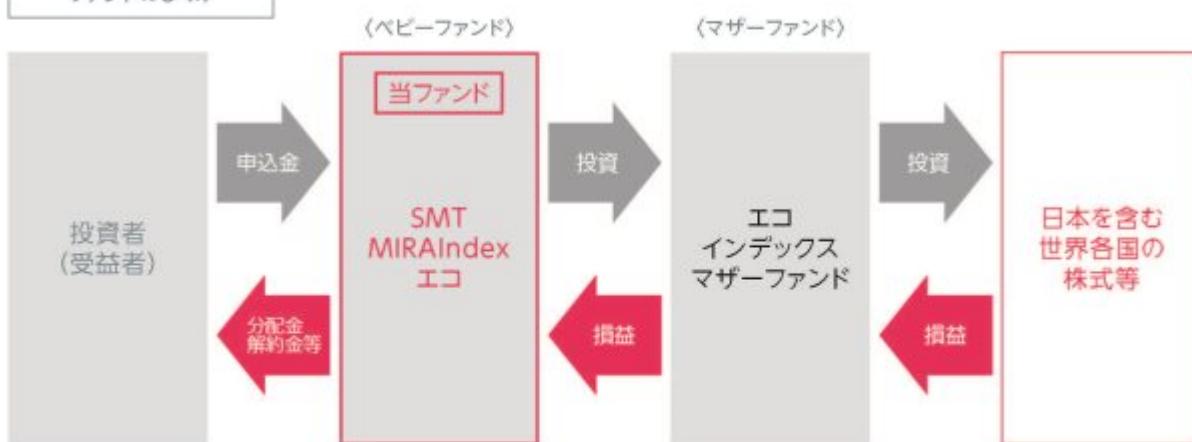 〈ベビーファンド〉
〈マザーファンド〉
投資者
(受益者)
申込金
分配金
解約金等
当ファンド
SMT
MIRAIndex
エコ
投資
損益
エコ
インデックス
マザーファンド
投資
損益
日本を含む
世界各国の
株式等